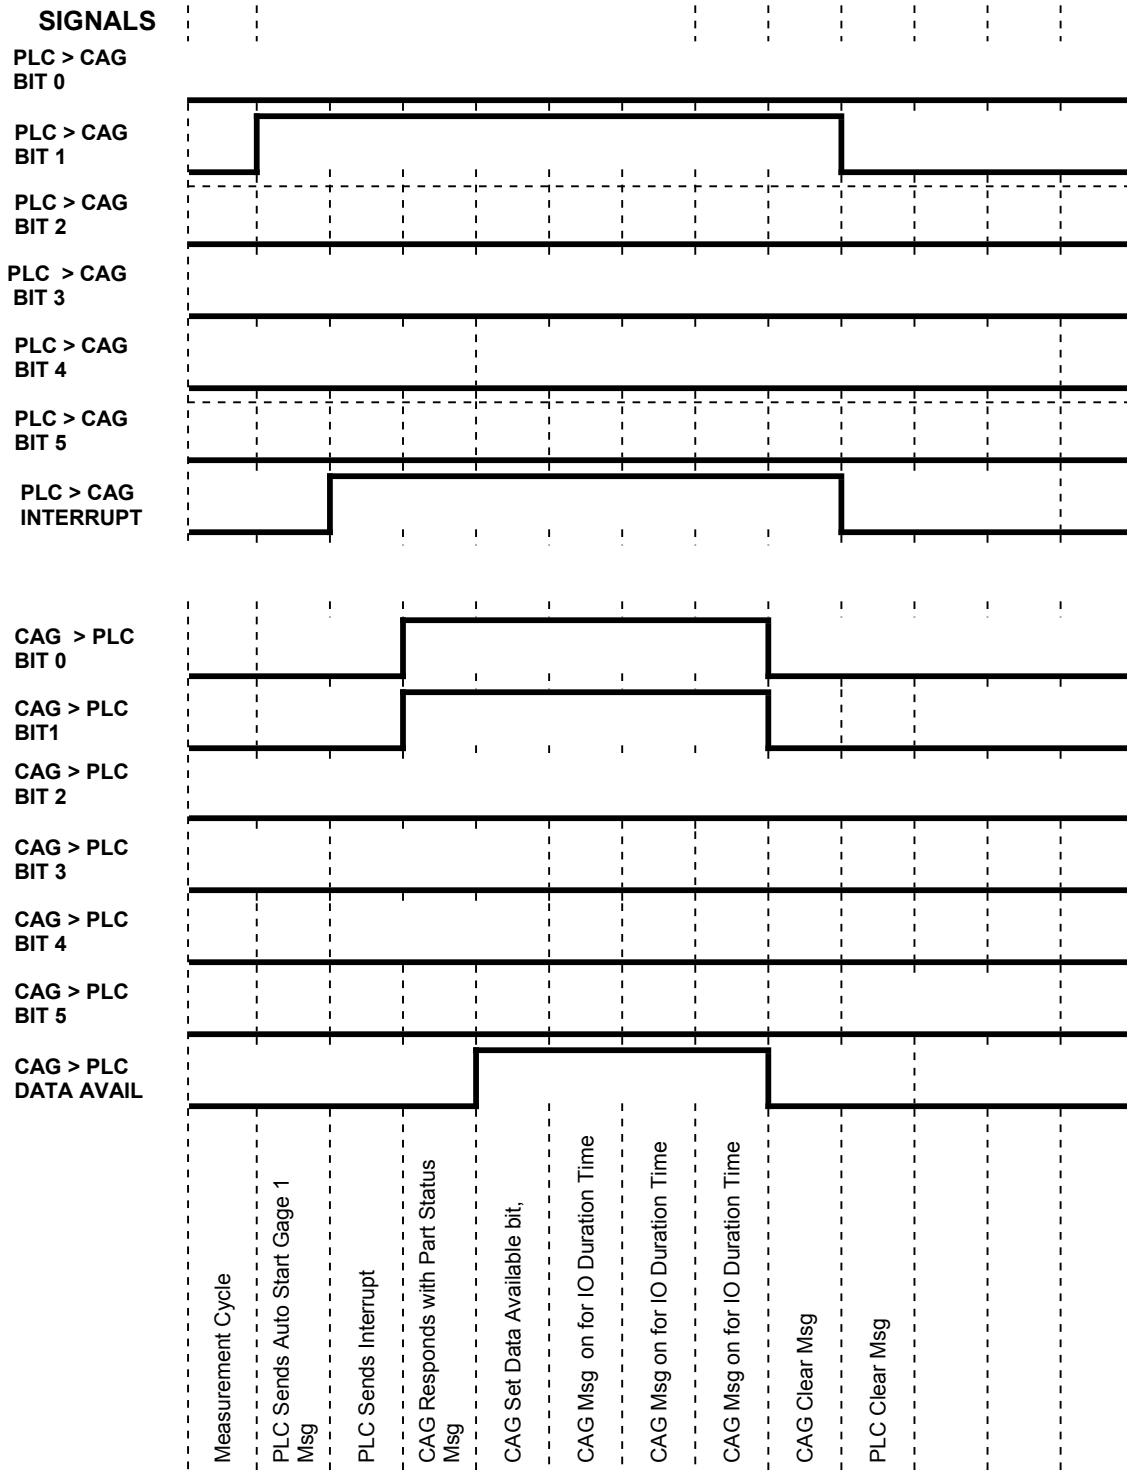 SIGNALS
PLC > CAG
BIT 0
PLC > CAG
BIT 1
PLC > CAG
BIT 2
PLC > CAG
BIT 3
PLC > CAG
BIT 4
PLC > CAG
BIT 5
PLC > CAG
INTERRUPT
CAG > PLC
BIT 0
CAG > PLC
BIT1
CAG > PLC
BIT 2
CAG > PLC
BIT 3
CAG > PLC
BIT 4
CAG > PLC
BIT 5
CAG > PLC
DATA AVAIL
Measurement Cycle
PLC Sends Auto Start Gage 1
Msg
PLC Sends Interrupt
CAG Responds with Part Status
Msg
CAG Set Data Available bit,
CAG Msg on for IO Duration Time
CAG Msg on for IO Duration Time
CAG Msg on for IO Duration Time
CAG Clear Msg
PLC Clear Msg